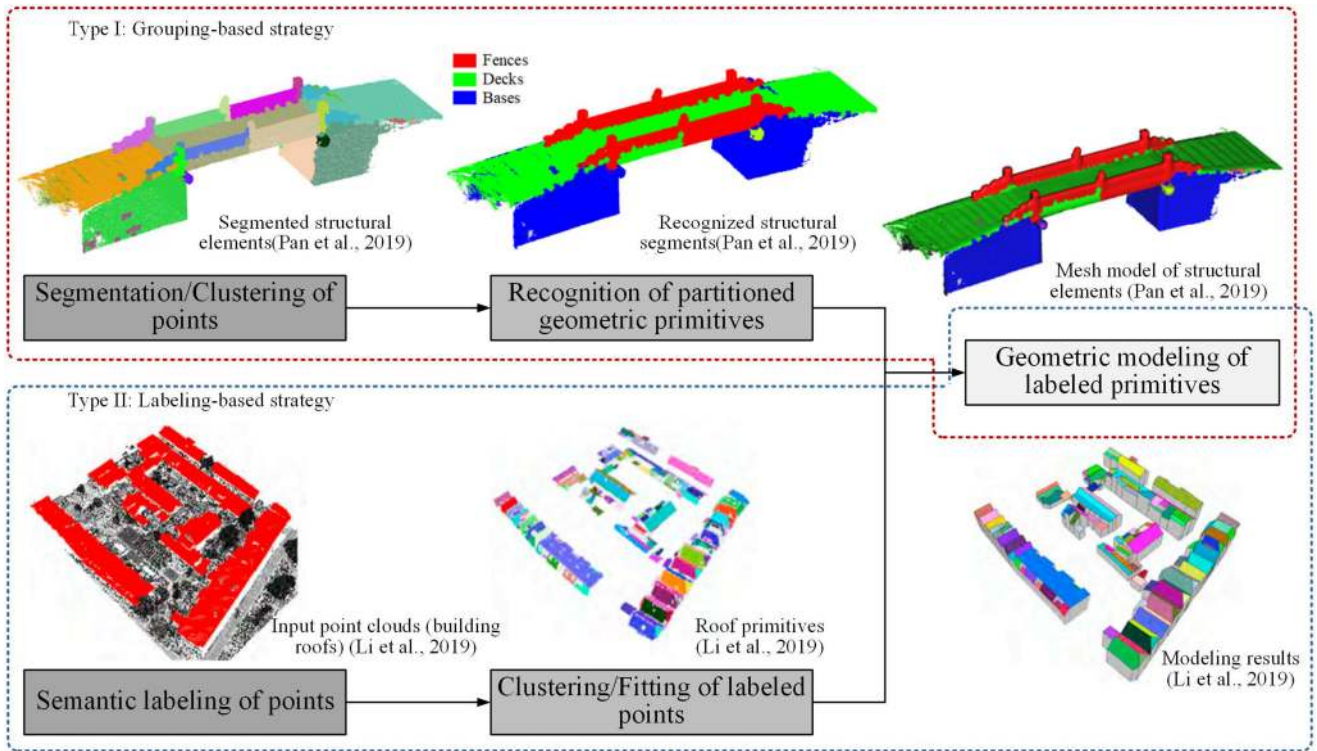 Type I: Grouping-based strategy
Fences
Decks
Bases
Segmented structural
elements(Pan et al., 2019)
Recognized structural
segments(Pan et al., 2019)
Mesh model of structural
elements (Pan et al., 2019)
Segmentation/Clustering of
points
Recognition of partitioned
geometric primitives
Geometric modeling of
labeled primitives
Type II: Labeling-based strategy
Input point clouds (building
roofs) (Li et al., 2019)
Roof primitives
(Li et al., 2019)
Modeling results
(Li et al., 2019)
Semantic labeling of points
Clustering/Fitting of labeled
points